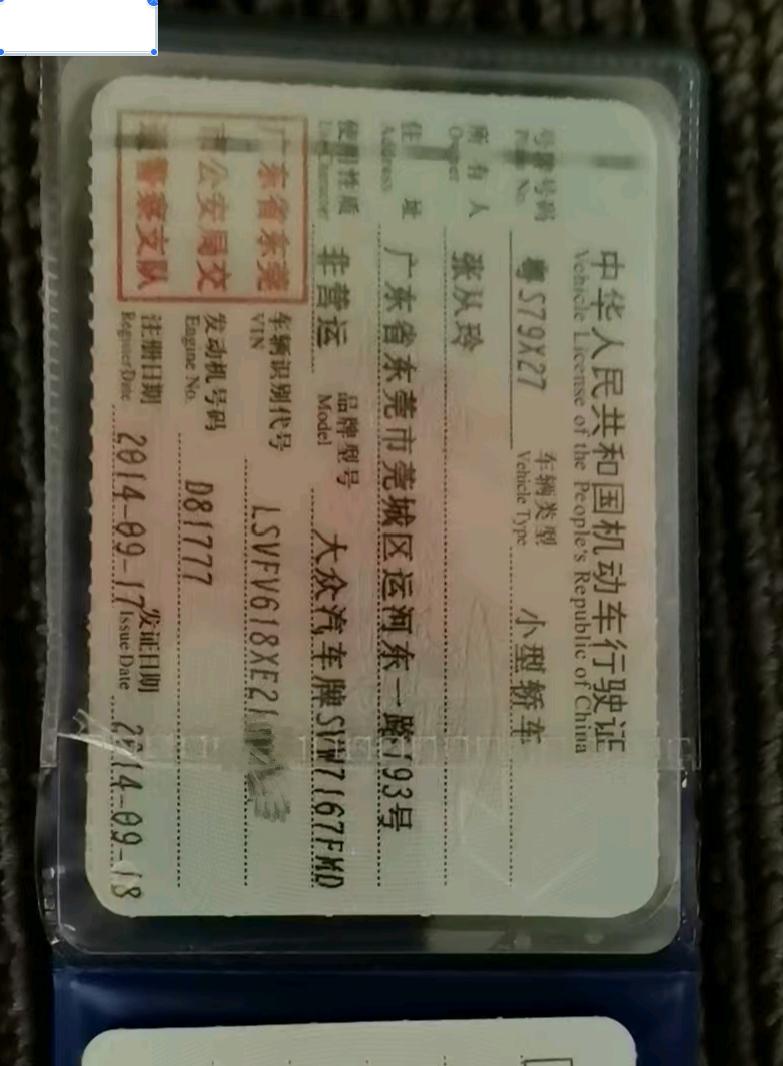 中华人民共和国机动车行驶证
Vehicle License of the People's Republic of China
号牌号码 粤S79X27 车辆类型 小型轿车
Plate No. Vehicle Type
所有人 张从玲
Owner
住址 广东省东莞市莞城区运河东一路193号
Address
使用性质 非营运 品牌型号 大众汽车牌SVW7167FMD
Use Character Model
广东省东莞
市公安局交
通警察支队
车辆识别代号 LSVFV618XE21
VIN
发动机号码 D81777
Engine No.
注册日期 2014-09-17 发证日期 2014-09-18
Register Date Issue Date